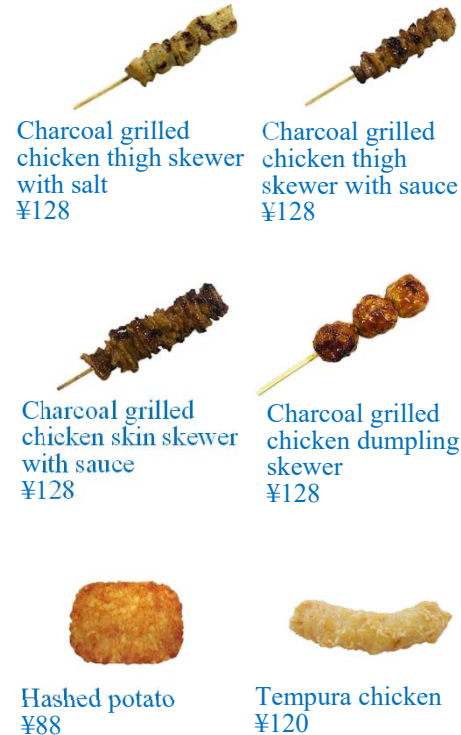 Charcoal grilled
chicken thigh skewer
with salt
¥128
Charcoal grilled
chicken thigh
skewer with sauce
¥128
Charcoal grilled
chicken skin skewer
with sauce
¥128
Charcoal grilled
chicken dumpling
skewer
¥128
Hashed potato
¥88
Tempura chicken
¥120